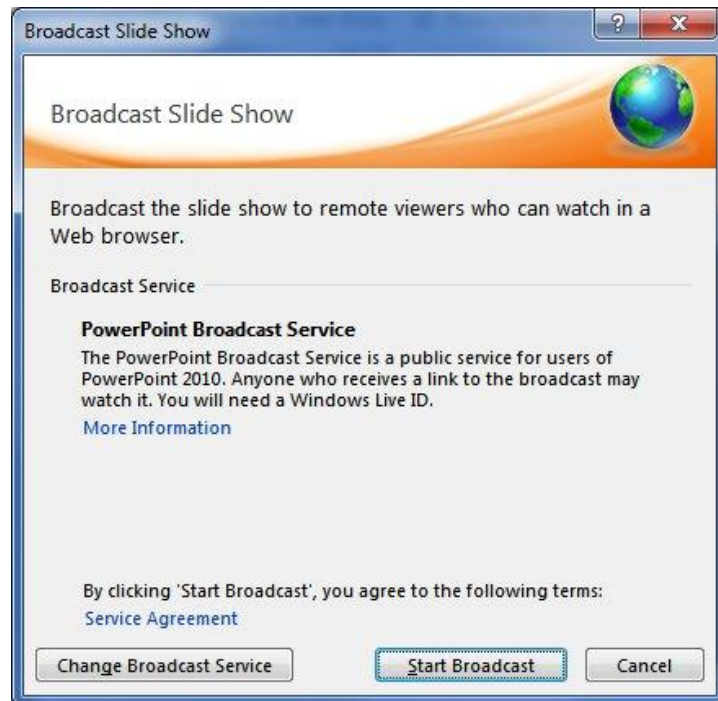 Broadcast Slide Show
Broadcast Slide Show
Broadcast the slide show to remote viewers who can watch in a
Web browser.
Broadcast Service
PowerPoint Broadcast Service
The PowerPoint Broadcast Service is a public service for users of
PowerPoint 2010. Anyone who receives a link to the broadcast may
watch it. You will need a Windows Live ID.
More Information
By clicking 'Start Broadcast', you agree to the following terms:
Service Agreement
Change Broadcast Service
Start Broadcast
Cancel